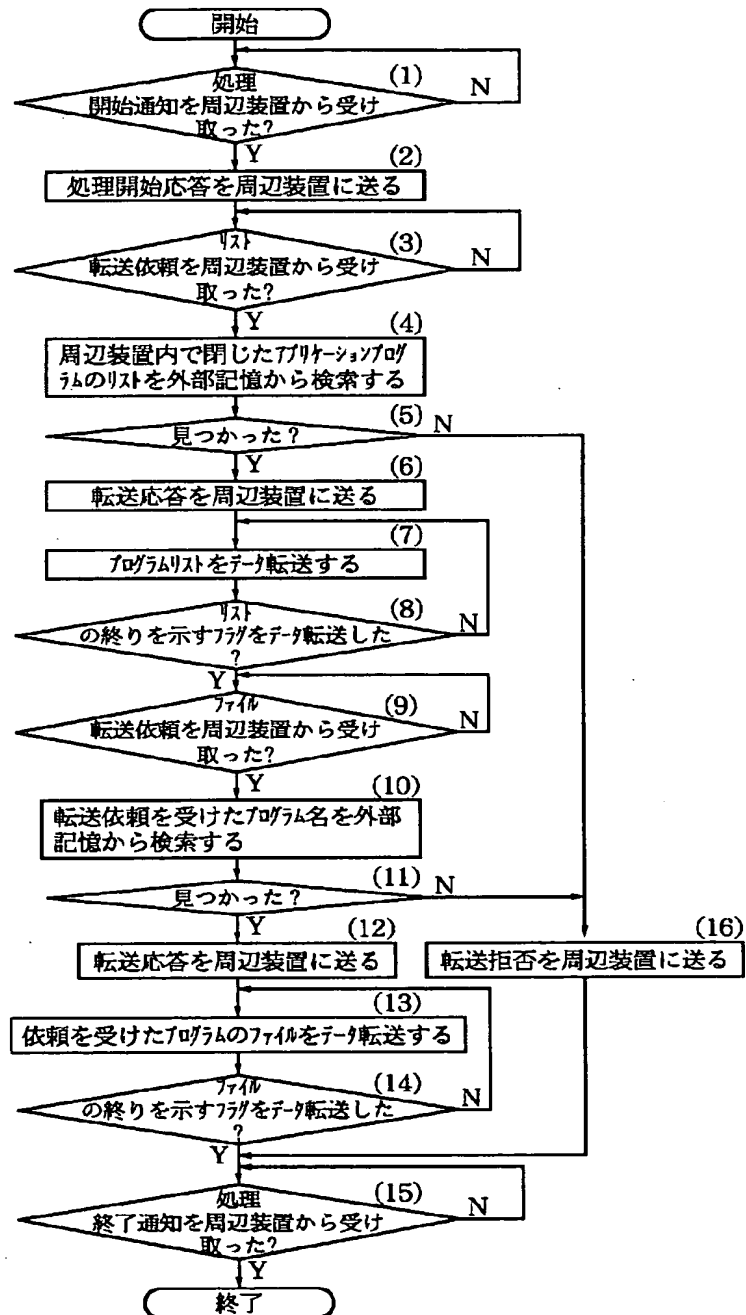 開始
(1)
処理
開始通知を周辺装置から受け
取った?
N
Y
(2)
処理開始応答を周辺装置に送る
(3)
リスト
転送依頼を周辺装置から受け
取った?
N
Y
(4)
周辺装置内で閉じたアプリケーションプログ
ラムのリストを外部記憶から検索する
(5)
N
見つかった?
Y
(6)
転送応答を周辺装置に送る
(7)
プログラムリストをデータ転送する
(8)
リスト
の終りを示すフラグをデータ転送した
?
N
Y
(9)
ファイル
転送依頼を周辺装置から受け
取った?
N
Y
(10)
転送依頼を受けたプログラム名を外部
記憶から検索する
(11)
N
見つかった?
Y
(12)
転送応答を周辺装置に送る
(16)
転送拒否を周辺装置に送る
(13)
依頼を受けたプログラムのファイルをデータ転送する
(14)
ファイル
の終りを示すフラグをデータ転送した
?
N
Y
(15)
処理
終了通知を周辺装置から受け
取った?
N
Y
終了